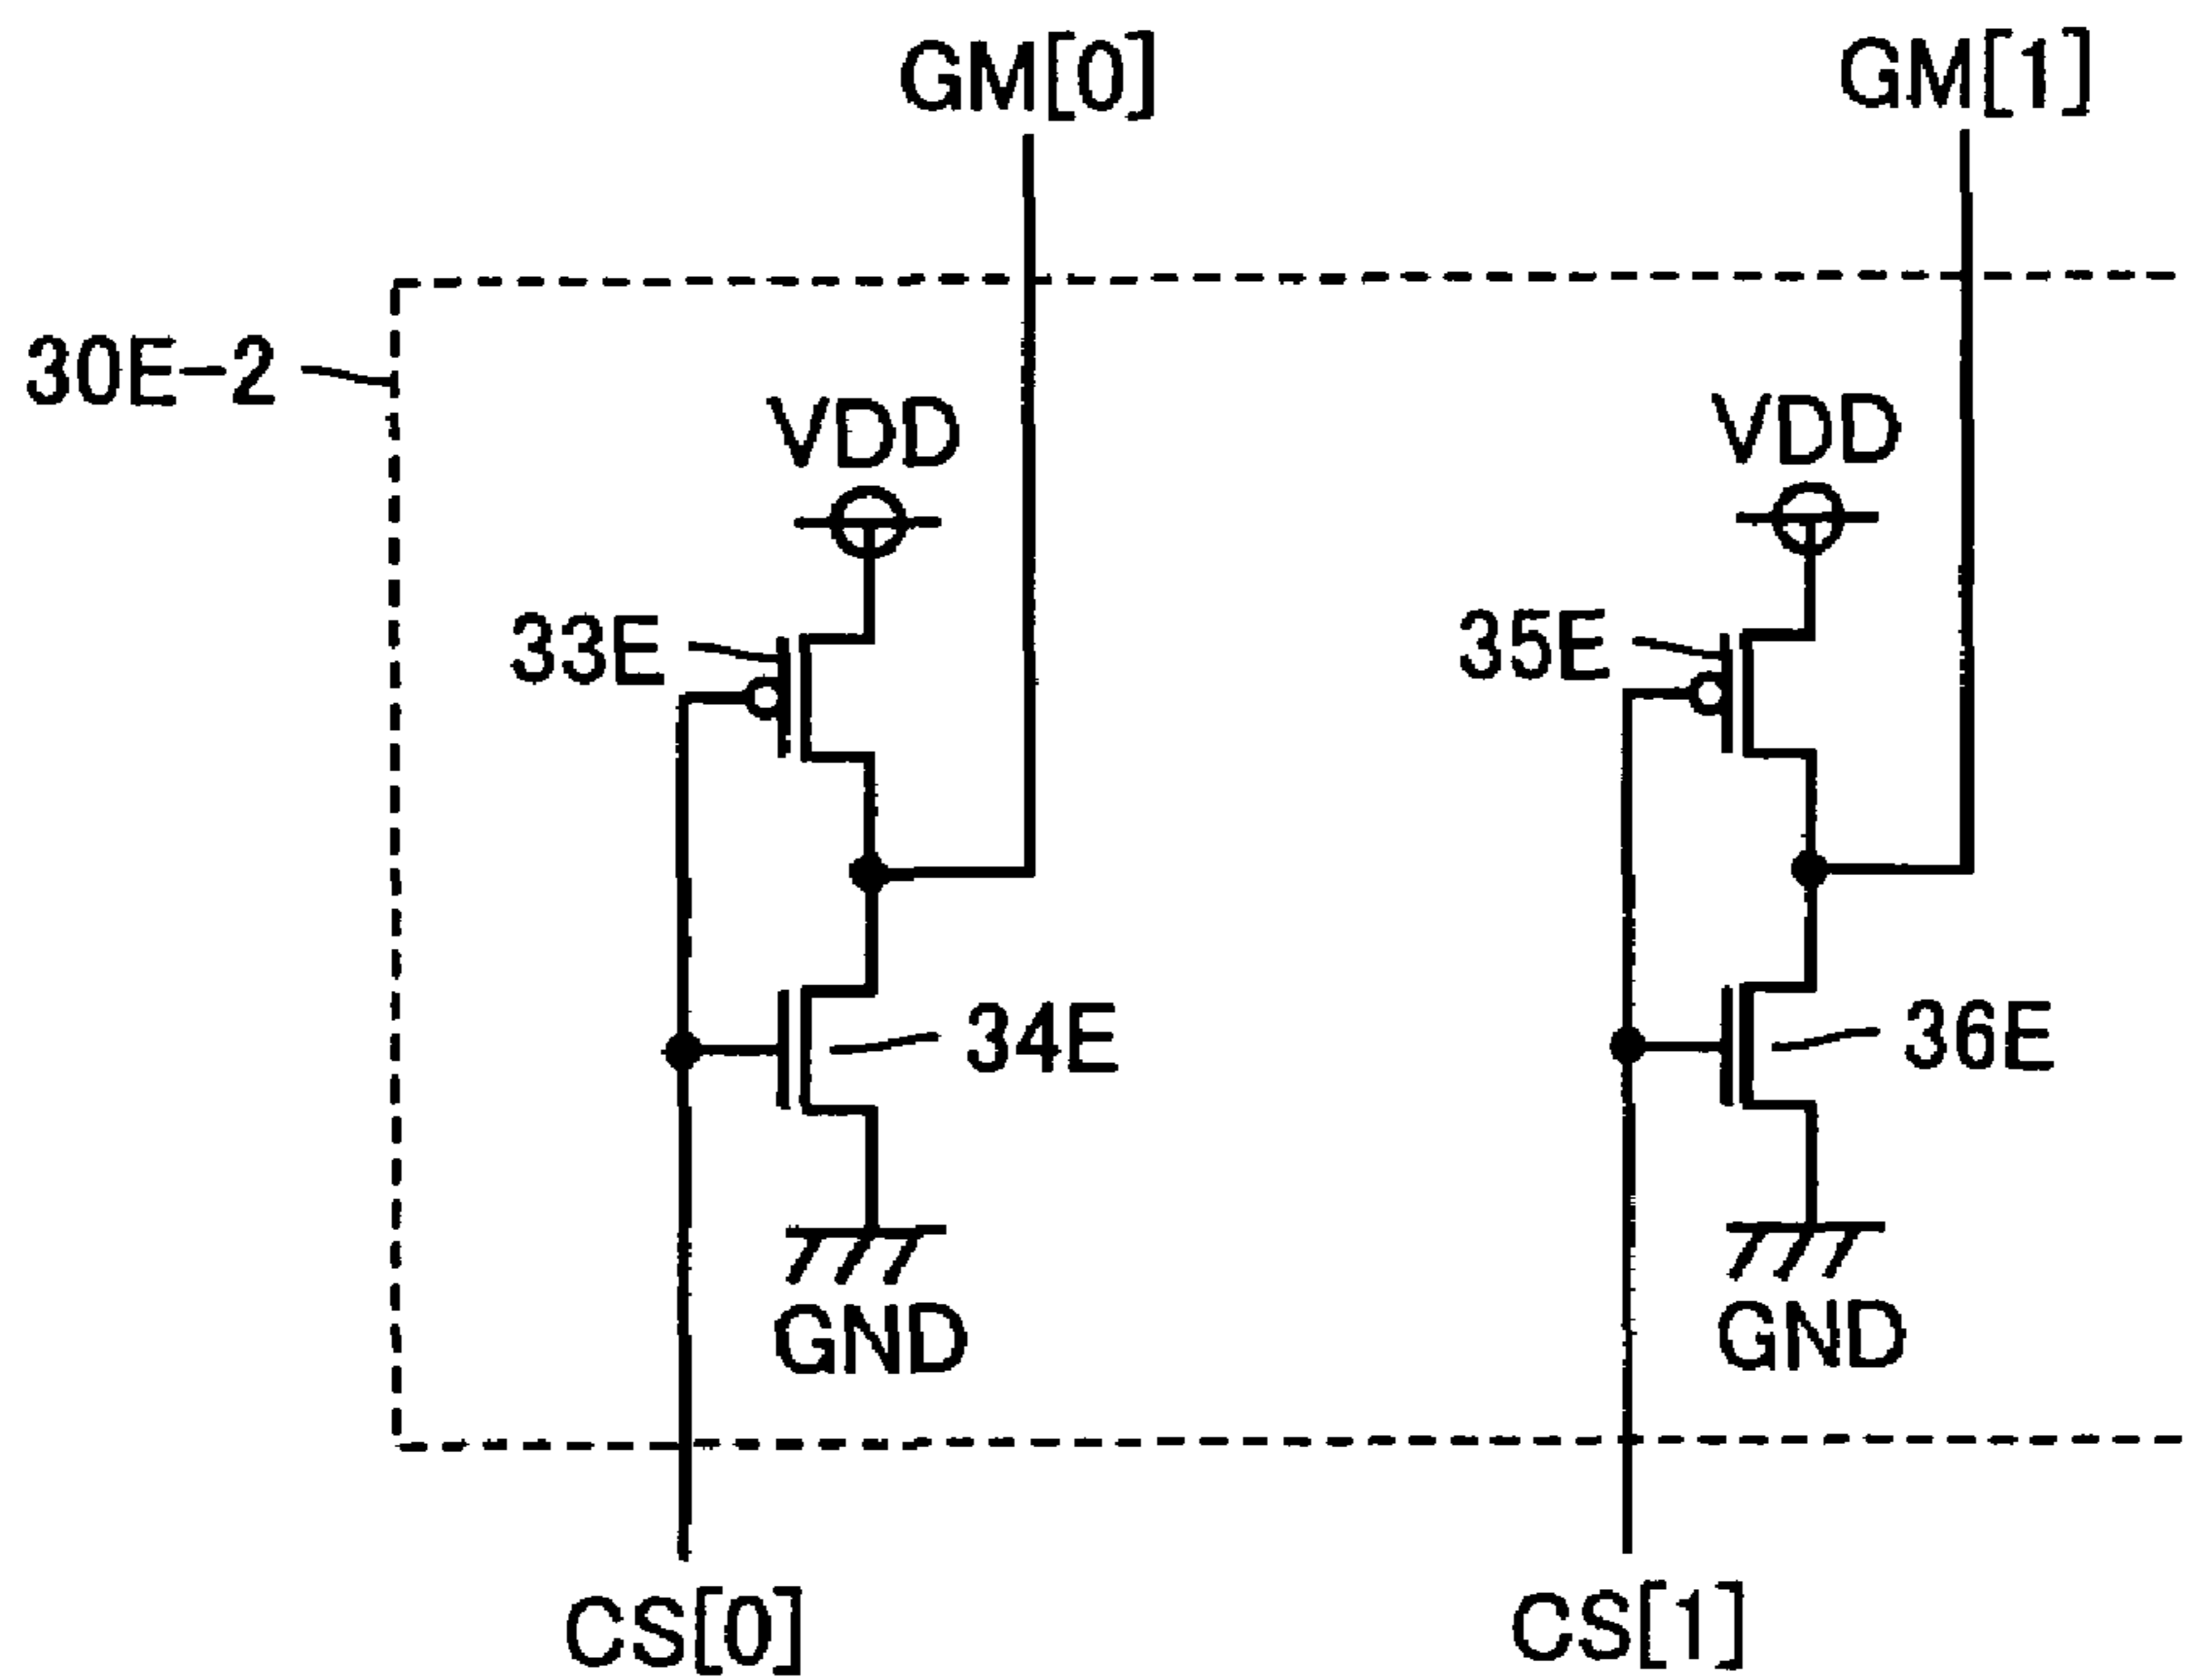 GM[0]
GM[1]
30E-2
VDD
VDD
33E
35E
34E
36E
GND
GND
CS[0]
CS[1]